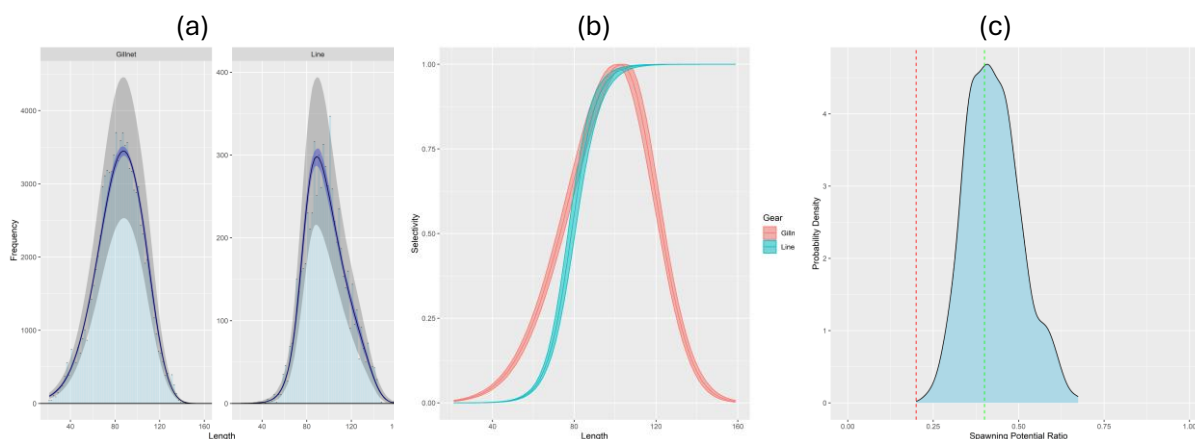 (a)
(b)
(c)
Gillnet
Line
Frequency
4000
3000
2000
1000
0
40
80
120
160
400
300
200
100
0
40
80
120
1
Length
Selectivity
1.00
0.75
0.50
0.25
0.00
40
80
120
160
Length
Gear
Gilln
Line
Probability Density
4
3
2
1
0
0.00
0.25
0.50
0.75
1.00
Spawning Potential Ratio